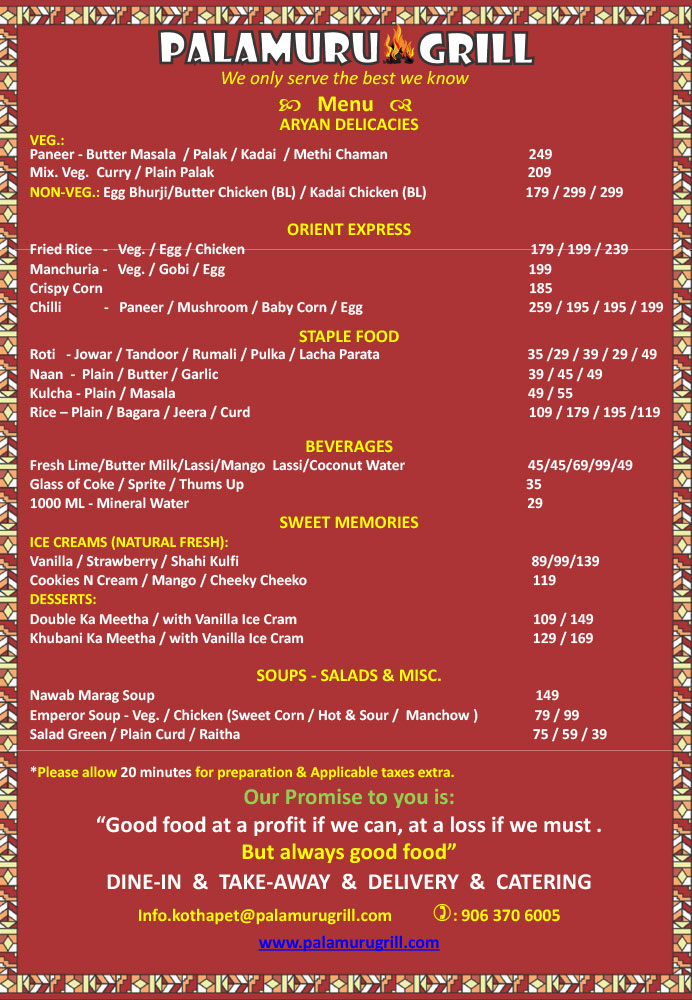 PALAMURU GRILL
We only serve the best we know
Menu
ARYAN DELICACIES
VEG.:
Paneer - Butter Masala / Palak / Kadai / Methi Chaman 249
Mix. Veg. Curry / Plain Palak 209
NON-VEG.: Egg Bhurji/Butter Chicken (BL) / Kadai Chicken (BL) 179 / 299 / 299
ORIENT EXPRESS
Fried Rice - Veg. / Egg / Chicken 179 / 199 / 239
Manchuria - Veg. / Gobi / Egg 199
Crispy Corn 185
Chilli - Paneer / Mushroom / Baby Corn / Egg 259 / 195 / 195 / 199
STAPLE FOOD
Roti - Jowar / Tandoor / Rumali / Pulka / Lacha Parata 35 /29 / 39 / 29 / 49
Naan - Plain / Butter / Garlic 39 / 45 / 49
Kulcha - Plain / Masala 49 / 55
Rice – Plain / Bagara / Jeera / Curd 109 / 179 / 195 /119
BEVERAGES
Fresh Lime/Butter Milk/Lassi/Mango Lassi/Coconut Water 45/45/69/99/49
Glass of Coke / Sprite / Thums Up 35
1000 ML - Mineral Water 29
SWEET MEMORIES
ICE CREAMS (NATURAL FRESH):
Vanilla / Strawberry / Shahi Kulfi 89/99/139
Cookies N Cream / Mango / Cheeky Cheeko 119
DESSERTS:
Double Ka Meetha / with Vanilla Ice Cram 109 / 149
Khubani Ka Meetha / with Vanilla Ice Cram 129 / 169
SOUPS - SALADS & MISC.
Nawab Marag Soup 149
Emperor Soup - Veg. / Chicken (Sweet Corn / Hot & Sour / Manchow ) 79 / 99
Salad Green / Plain Curd / Raitha 75 / 59 / 39
*Please allow 20 minutes for preparation & Applicable taxes extra.
Our Promise to you is:
“Good food at a profit if we can, at a loss if we must .
But always good food”
DINE-IN & TAKE-AWAY & DELIVERY & CATERING
Info.kothapet@palamurugrill.com ✆: 906 370 6005
www.palamurugrill.com